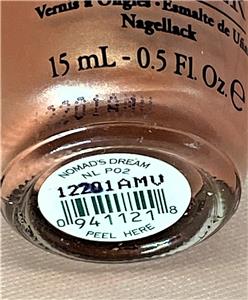 Vernis à Ongles • Esmalte de Uñas
Nagellack
15 mL - 0.5 Fl. Oz. ℮
NOMAD'S DREAM
NL P02
12201AMV
0 941121 8
PEEL HERE